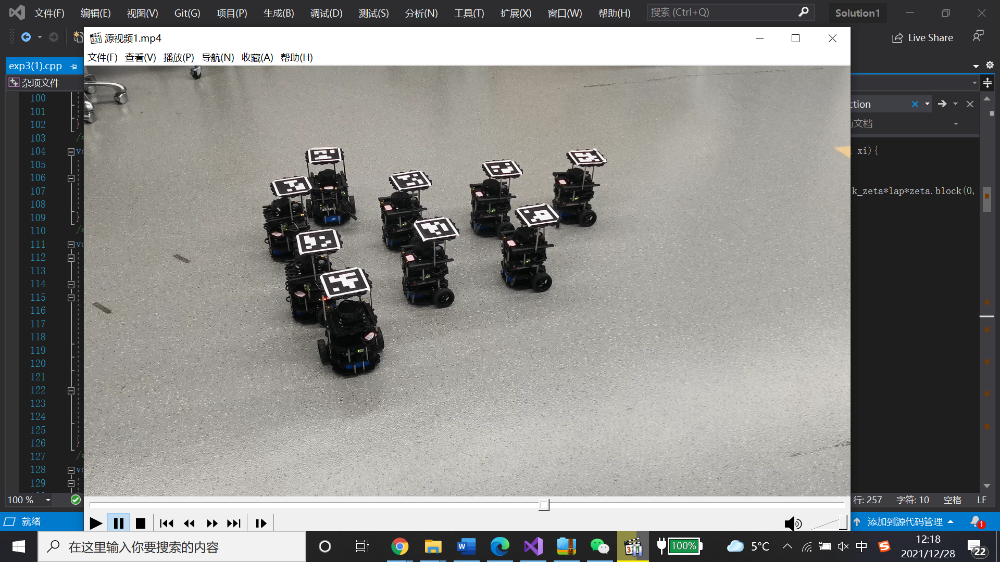 文件(F) 编辑(E) 视图(V) Git(G) 项目(P) 生成(B) 调试(D) 测试(S) 分析(N) 工具(T) 扩展(X) 窗口(W) 帮助(H) 搜索 (Ctrl+Q) Solution1
Live Share
源视频1.mp4
文件(F) 查看(V) 播放(P) 导航(N) 收藏(A) 帮助(H)
exp3(1).cpp
杂项文件
ction
文档
100
101
102 }
103 /*
104 vo
105
106
107
108
109 }
110 /*
111 vo
112
113
114
115
116
117
118
119
120
121
122
123
124
125
126 }
127 /*
128 vo
129
xi){
k_zeta*lap*zeta.block(0,
100 %
行: 257 字符: 10 空格 LF
就绪
添加到源代码管理 1
在这里输入你要搜索的内容
321
100%
5°C
中
12:18
2021/12/28
22